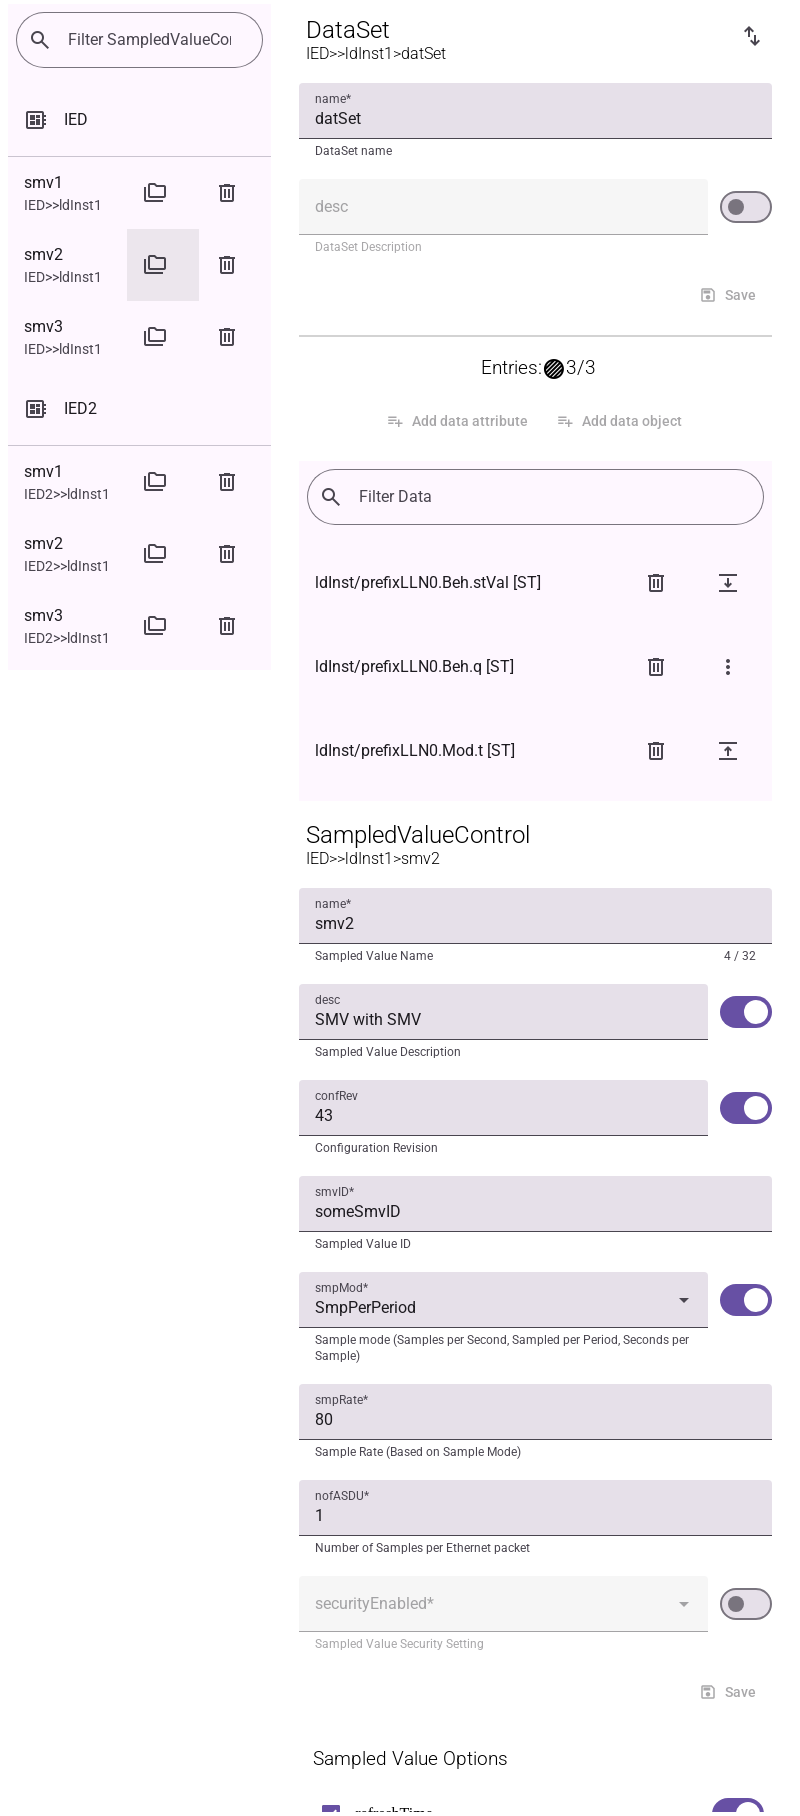 Filter SampledValueCo
IED
smv1
IED>>ldInst1
smv2
IED>>ldInst1
smv3
IED>>ldInst1
IED2
smv1
IED2>>ldInst1
smv2
IED2>>ldInst1
smv3
IED2>>ldInst1
DataSet
IED>>ldInst1>datSet
name*
datSet
DataSet name
desc
DataSet Description
Save
Entries: 3/3
Add data attribute Add data object
Filter Data
ldInst/prefixLLN0.Beh.stVal [ST]
ldInst/prefixLLN0.Beh.q [ST]
ldInst/prefixLLN0.Mod.t [ST]
SampledValueControl
IED>>ldInst1>smv2
name*
smv2
Sampled Value Name 4 / 32
desc
SMV with SMV
Sampled Value Description
confRev
43
Configuration Revision
smvID*
someSmvID
Sampled Value ID
smpMod*
SmpPerPeriod
Sample mode (Samples per Second, Sampled per Period, Seconds per
Sample)
smpRate*
80
Sample Rate (Based on Sample Mode)
nofASDU*
1
Number of Samples per Ethernet packet
securityEnabled*
Sampled Value Security Setting
Save
Sampled Value Options
refreshTime